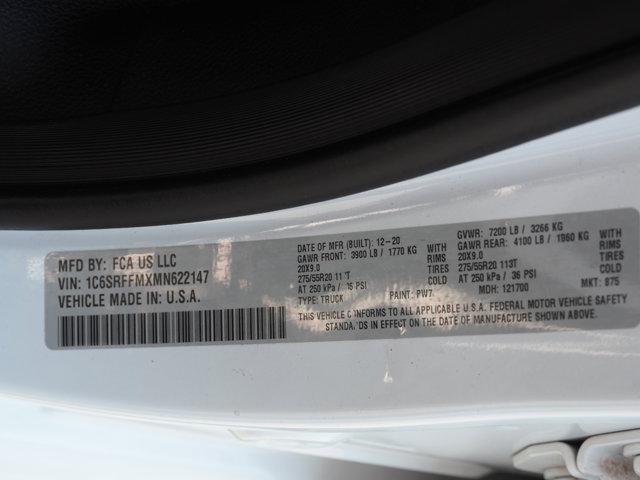 MFD BY: FCA US LLC
VIN: 1C6SRFFMXMN622147
VEHICLE MADE IN U.S.A.
DATE OF MFR (BUILT): 12-20
GAWR FRONT: 3900 LB / 1770 KG WITH
20X9.0 RIMS
275/55R20 TIRES
AT 250 kPa / PSI COLD
TYPE: TRUCK PAINT: PW7
GVWR: 7200 LB / 3266 KG
GAWR REAR: 4100 LB / 1860 KG WITH
20X9.0 RIMS
275/55R20 113T TIRES
AT 250 kPa / 36 PSI COLD
MDH: 121700 MKT: 875
THIS VEHICLE CONFORMS TO ALL APPLICABLE U.S.A. FEDERAL MOTOR VEHICLE SAFETY
STANDARDS IN EFFECT ON THE DATE OF MANUFACTURE SHOWN ABOVE.